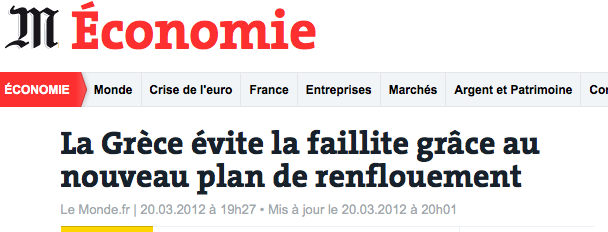 M Économie
ÉCONOMIE Monde Crise de l'euro France Entreprises Marchés Argent et Patrimoine
La Grèce évite la faillite grâce au
nouveau plan de renflouement
Le Monde.fr | 20.03.2012 à 19h27 • Mis à jour le 20.03.2012 à 20h01